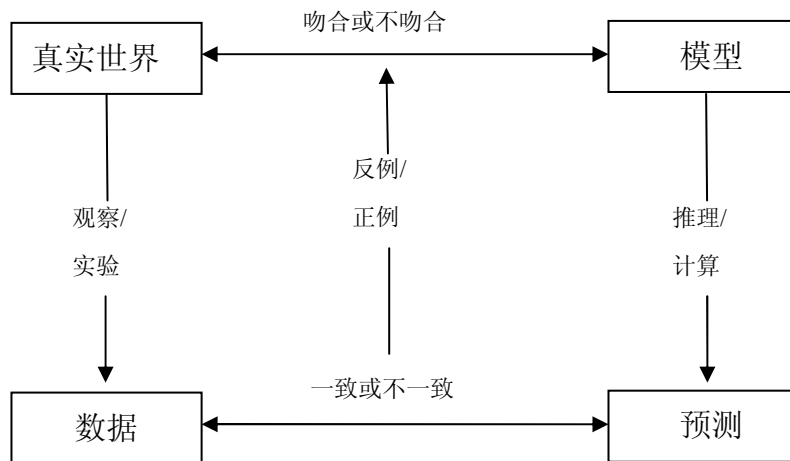 吻合或不吻合
真实世界
模型
反例/
正例
观察/
实验
推理/
计算
一致或不一致
数据
预测